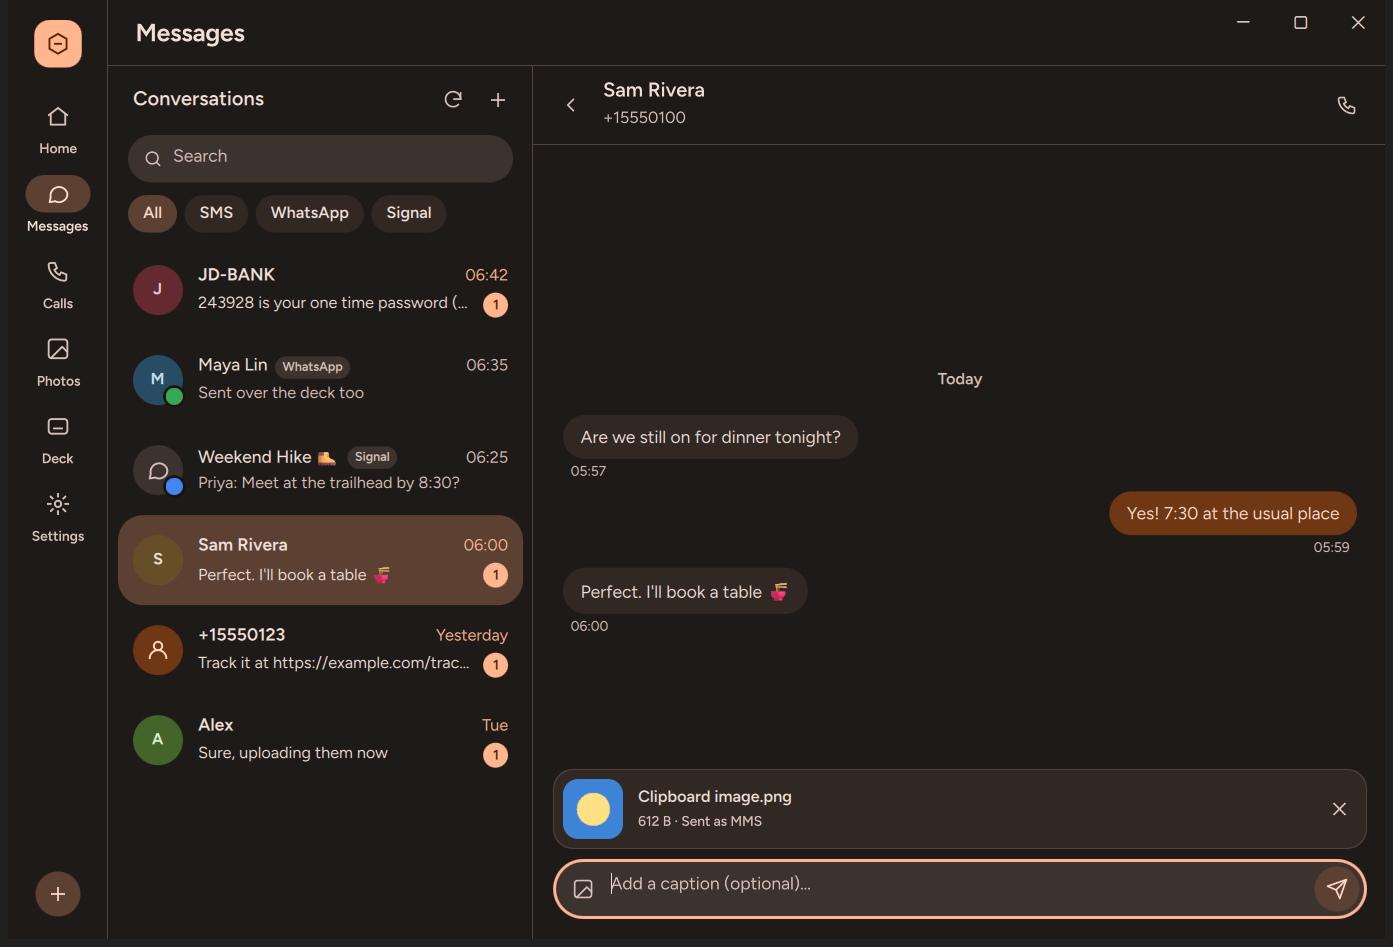 Messages
Home
Messages
Calls
Photos
Deck
Settings
Conversations
Search
All
SMS
WhatsApp
Signal
J
JD-BANK
06:42
243928 is your one time password (...
1
M
Maya Lin
WhatsApp
06:35
Sent over the deck too
Weekend Hike 🥾
Signal
06:25
Priya: Meet at the trailhead by 8:30?
S
Sam Rivera
06:00
Perfect. I'll book a table 🍜
1
+15550123
Yesterday
Track it at https://example.com/trac...
1
A
Alex
Tue
Sure, uploading them now
1
Sam Rivera
+15550100
Today
Are we still on for dinner tonight?
05:57
Yes! 7:30 at the usual place
05:59
Perfect. I'll book a table 🍜
06:00
Clipboard image.png
612 B · Sent as MMS
Add a caption (optional)...